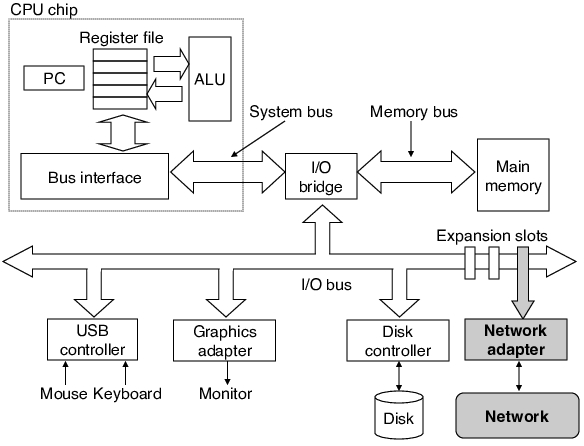 CPU chip
Register file
PC
ALU
System bus
Memory bus
Bus interface
I/O
bridge
Main
memory
Expansion slots
I/O bus
USB
controller
Graphics
adapter
Disk
controller
Network
adapter
Mouse Keyboard
Monitor
Disk
Network